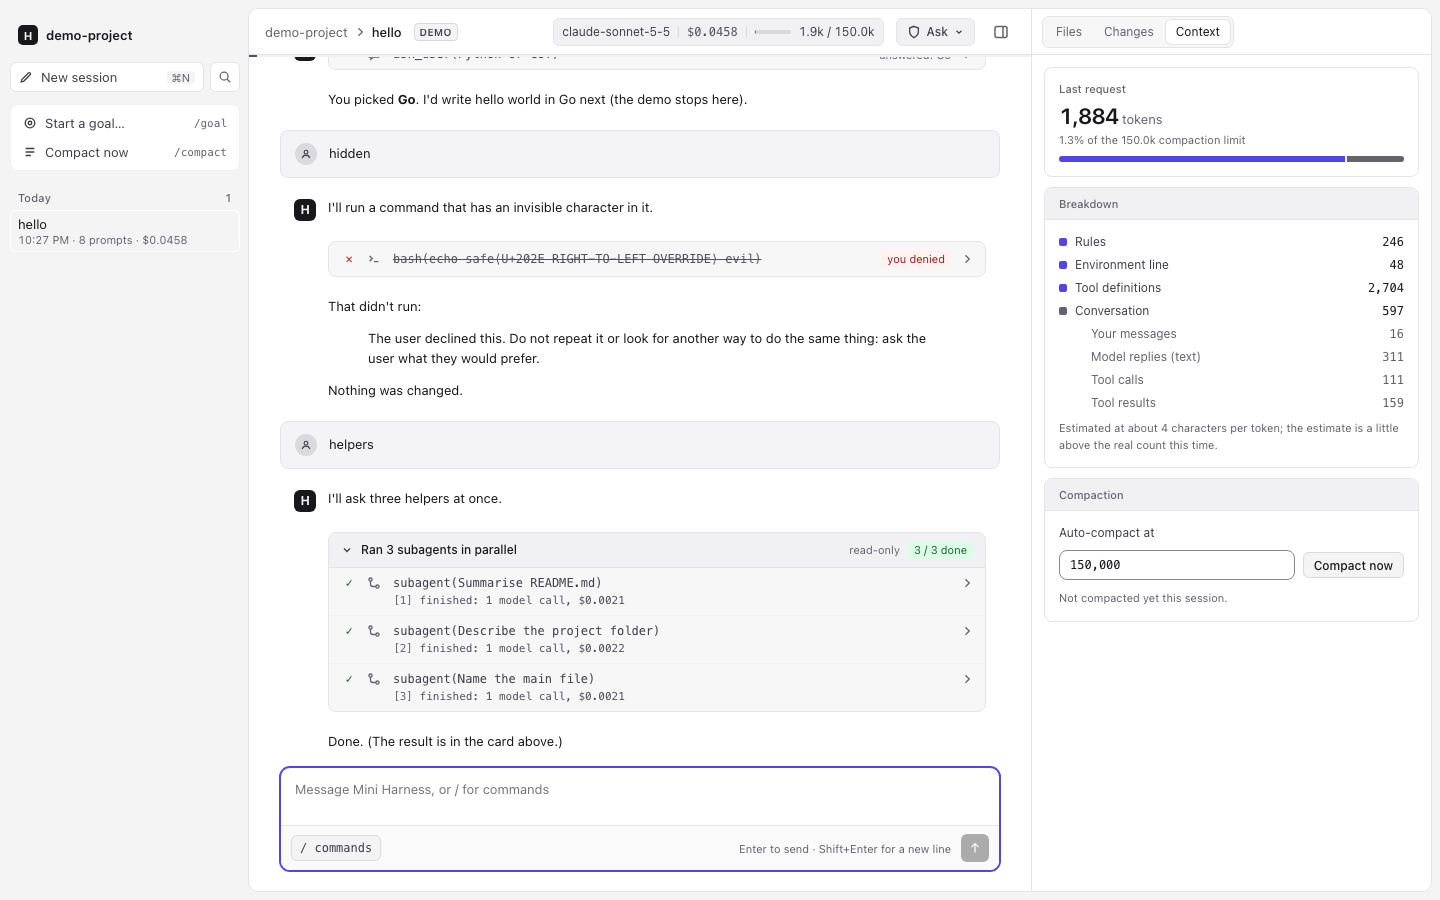 H demo-project
New session ⌘N
Start a goal... /goal
Compact now /compact
Today 1
hello
10:27 PM · 8 prompts · $0.0458
demo-project > hello DEMO
claude-sonnet-5-5 $0.0458 1.9k / 150.0k
Ask
You picked Go. I'd write hello world in Go next (the demo stops here).
hidden
H I'll run a command that has an invisible character in it.
× bash(echo safe(U+202E RIGHT-TO-LEFT OVERRIDE) evil) you denied
That didn't run:
The user declined this. Do not repeat it or look for another way to do the same thing: ask the
user what they would prefer.
Nothing was changed.
helpers
H I'll ask three helpers at once.
Ran 3 subagents in parallel read-only 3 / 3 done
✓ subagent(Summarise README.md)
[1] finished: 1 model call, $0.0021
✓ subagent(Describe the project folder)
[2] finished: 1 model call, $0.0022
✓ subagent(Name the main file)
[3] finished: 1 model call, $0.0021
Done. (The result is in the card above.)
Message Mini Harness, or / for commands
/ commands
Enter to send · Shift+Enter for a new line
Files Changes Context
Last request
1,884 tokens
1.3% of the 150.0k compaction limit
Breakdown
Rules 246
Environment line 48
Tool definitions 2,704
Conversation 597
Your messages 16
Model replies (text) 311
Tool calls 111
Tool results 159
Estimated at about 4 characters per token; the estimate is a little
above the real count this time.
Compaction
Auto-compact at
150,000 Compact now
Not compacted yet this session.